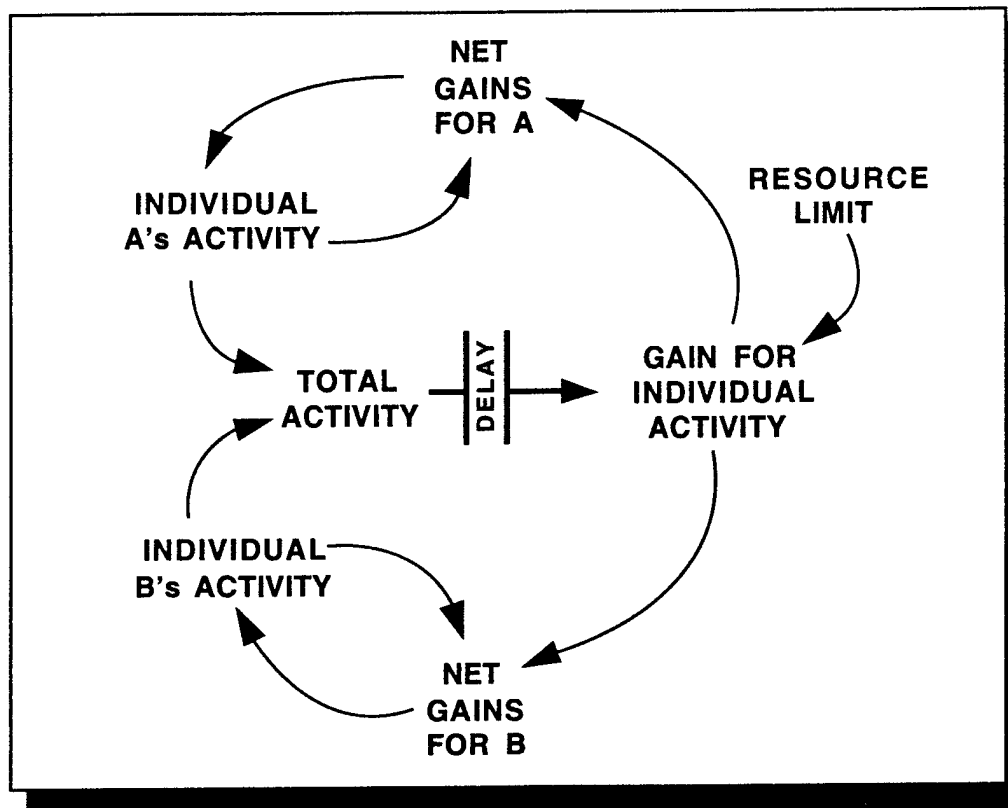 NET
GAINS
FOR A
RESOURCE
LIMIT
INDIVIDUAL
A's ACTIVITY
TOTAL
ACTIVITY
DELAY
GAIN FOR
INDIVIDUAL
ACTIVITY
INDIVIDUAL
B's ACTIVITY
NET
GAINS
FOR B